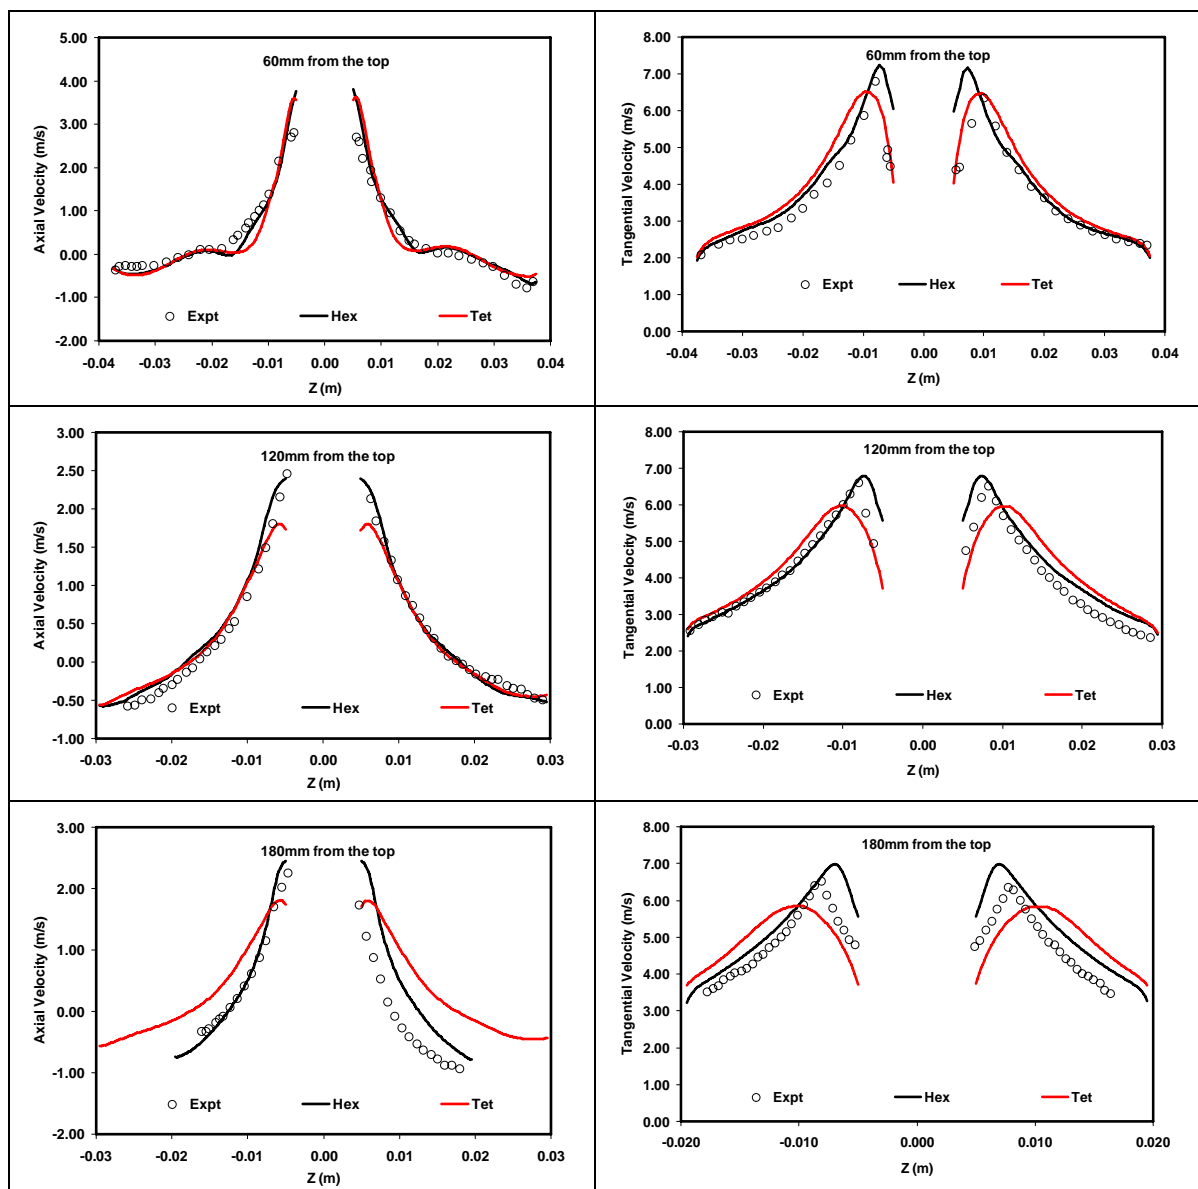 60mm from the top
Axial Velocity (m/s)
5.00
4.00
3.00
2.00
1.00
0.00
-1.00
-2.00
Expt Hex Tet
-0.04 -0.03 -0.02 -0.01 0.00 0.01 0.02 0.03 0.04
Z (m)
60mm from the top
Tangential Velocity (m/s)
8.00
7.00
6.00
5.00
4.00
3.00
2.00
1.00
0.00
Expt Hex Tet
-0.04 -0.03 -0.02 -0.01 0.00 0.01 0.02 0.03 0.04
Z (m)
120mm from the top
Axial Velocity (m/s)
3.00
2.50
2.00
1.50
1.00
0.50
0.00
-0.50
-1.00
Expt Hex Tet
-0.03 -0.02 -0.01 0.00 0.01 0.02 0.03
Z (m)
120mm from the top
Tangential Velocity (m/s)
8.00
7.00
6.00
5.00
4.00
3.00
2.00
1.00
0.00
Expt Hex Tet
-0.03 -0.02 -0.01 0.00 0.01 0.02 0.03
Z (m)
180mm from the top
Axial Velocity (m/s)
3.00
2.00
1.00
0.00
-1.00
-2.00
Expt Hex Tet
-0.03 -0.02 -0.01 0.00 0.01 0.02 0.03
Z (m)
180mm from the top
Tangential Velocity (m/s)
8.00
7.00
6.00
5.00
4.00
3.00
2.00
1.00
0.00
Expt Hex Tet
-0.020 -0.010 0.000 0.010 0.020
Z (m)